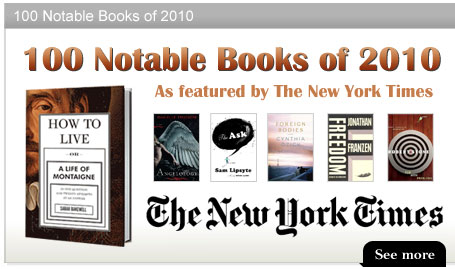 100 Notable Books of 2010
100 Notable Books of 2010
As featured by The New York Times
HOW TO
LIVE
OR
A LIFE OF
MONTAIGNE
SARAH BAKEWELL
ANGELOLOGY
The Ask
Sam Lipsyte
FOREIGN
BODIES
CYNTHIA
JONATHAN
FRANZEN
FREEDOM
The New York Times
See more